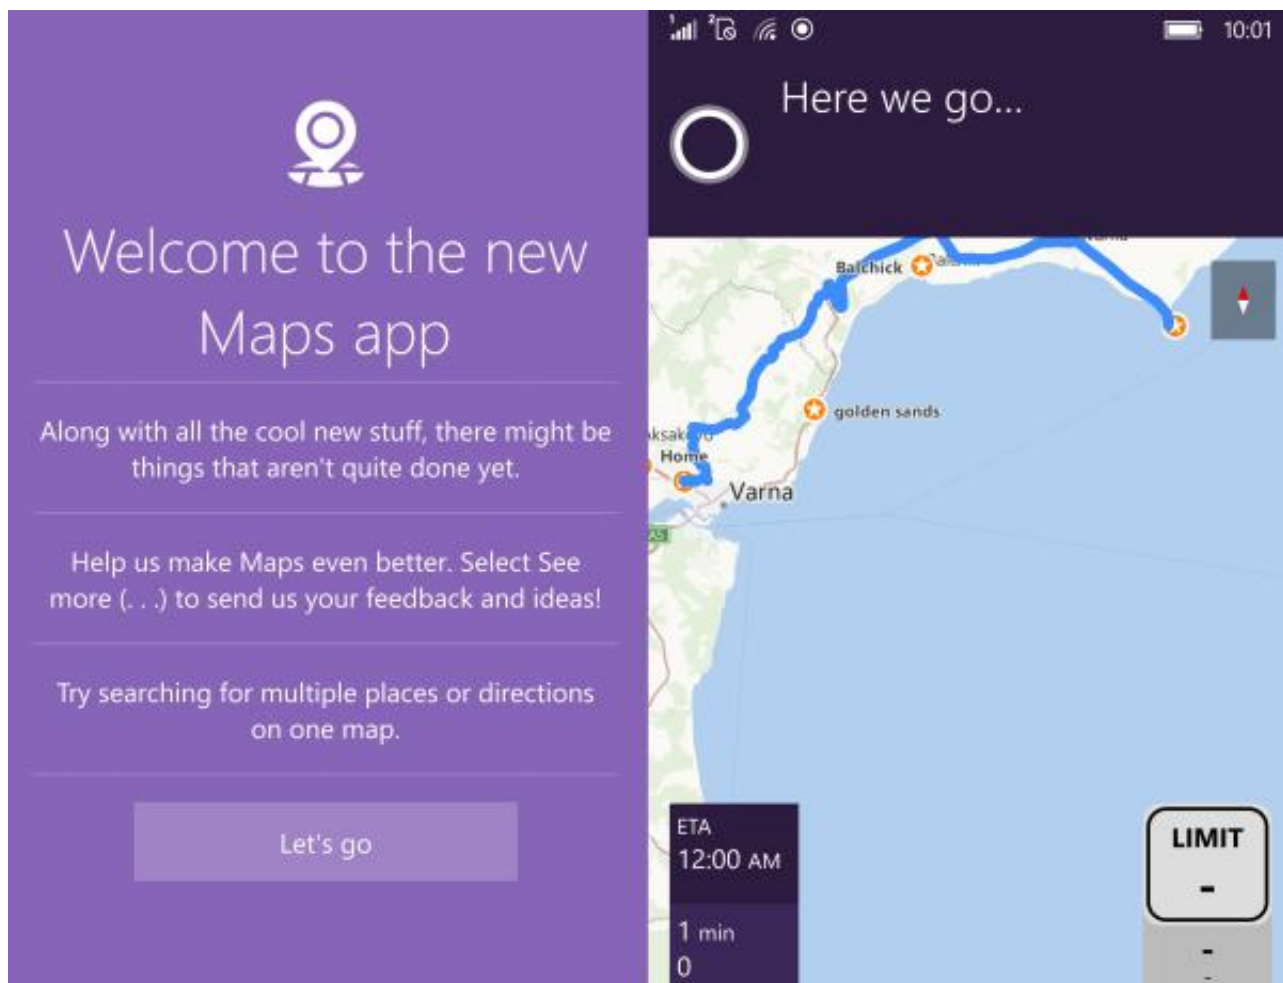 Welcome to the new
Maps app
Along with all the cool new stuff, there might be
things that aren't quite done yet.
Help us make Maps even better. Select See
more (. . .) to send us your feedback and ideas!
Try searching for multiple places or directions
on one map.
Let's go
1 2 10:01
Here we go...
Balchick
golden sands
Home
Varna
A5
ETA
12:00 AM
1 min
0
LIMIT
-
-
-